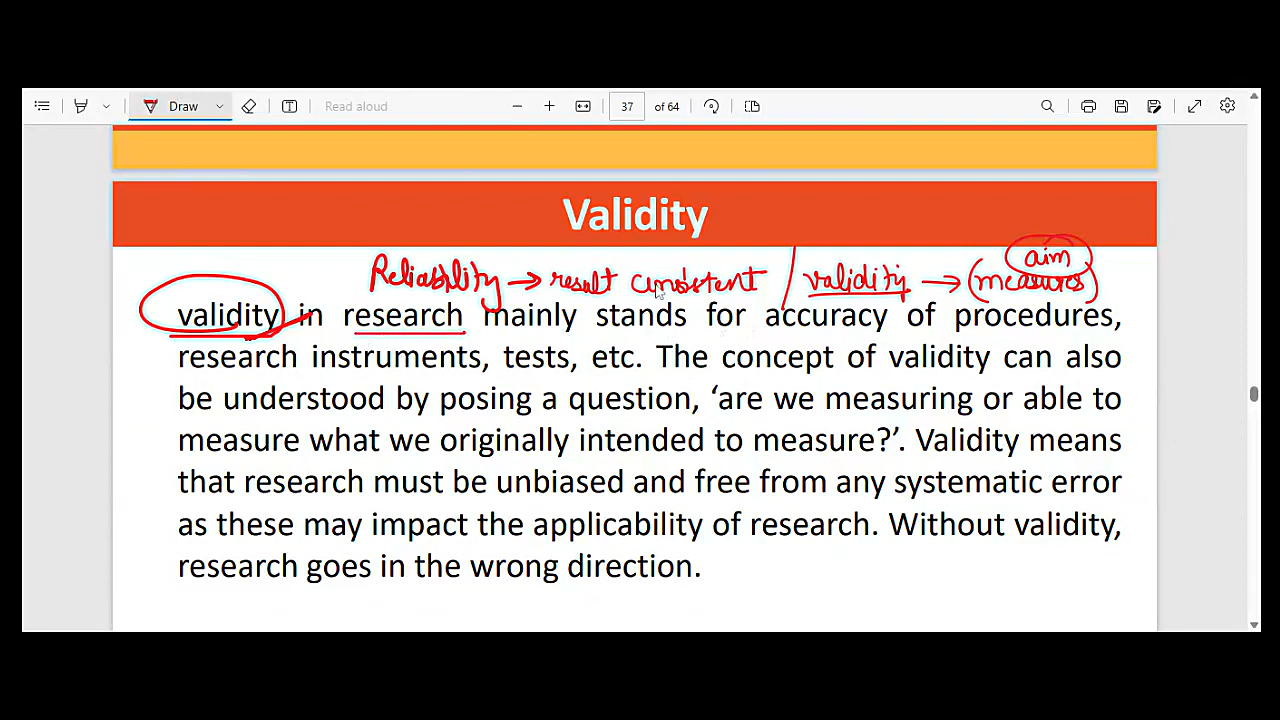 Draw
Read aloud
37 of 64
Validity
aim
Reliability → result consistent / validity → (measures)
validity in research mainly stands for accuracy of procedures,
research instruments, tests, etc. The concept of validity can also
be understood by posing a question, ‘are we measuring or able to
measure what we originally intended to measure?’. Validity means
that research must be unbiased and free from any systematic error
as these may impact the applicability of research. Without validity,
research goes in the wrong direction.